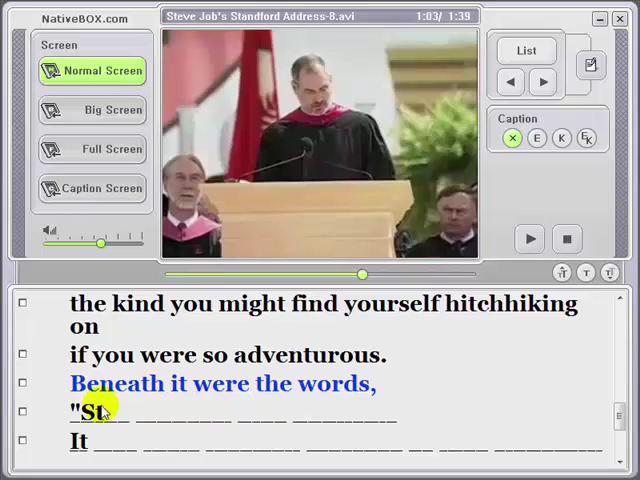 NativeBOX.com
Steve Job's Standford Address-8.avi
1:03/ 1:39
Screen
Normal Screen
Big Screen
Full Screen
Caption Screen
List
Caption
× E K EK
T T T
the kind you might find yourself hitchhiking
on
if you were so adventurous.
Beneath it were the words,
"St
It